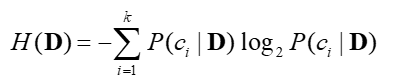 H(D) = −∑_{i=1}^{k} P(c_i | D) log_2 P(c_i | D)